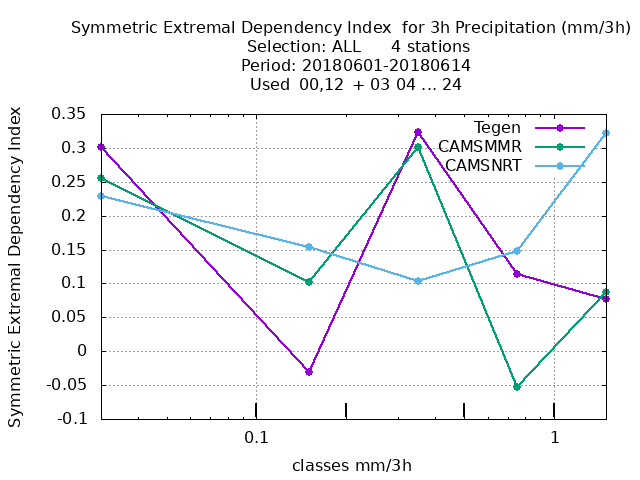 Symmetric Extremal Dependency Index  for 3h Precipitation (mm/3h)
Selection: ALL      4 stations
Period: 20180601-20180614
Used  00,12  + 03 04 ... 24
Symmetric Extremal Dependency Index
0.35
0.3
0.25
0.2
0.15
0.1
0.05
0
-0.05
-0.1
Tegen
CAMSMMR
CAMSNRT
0.1
1
classes mm/3h